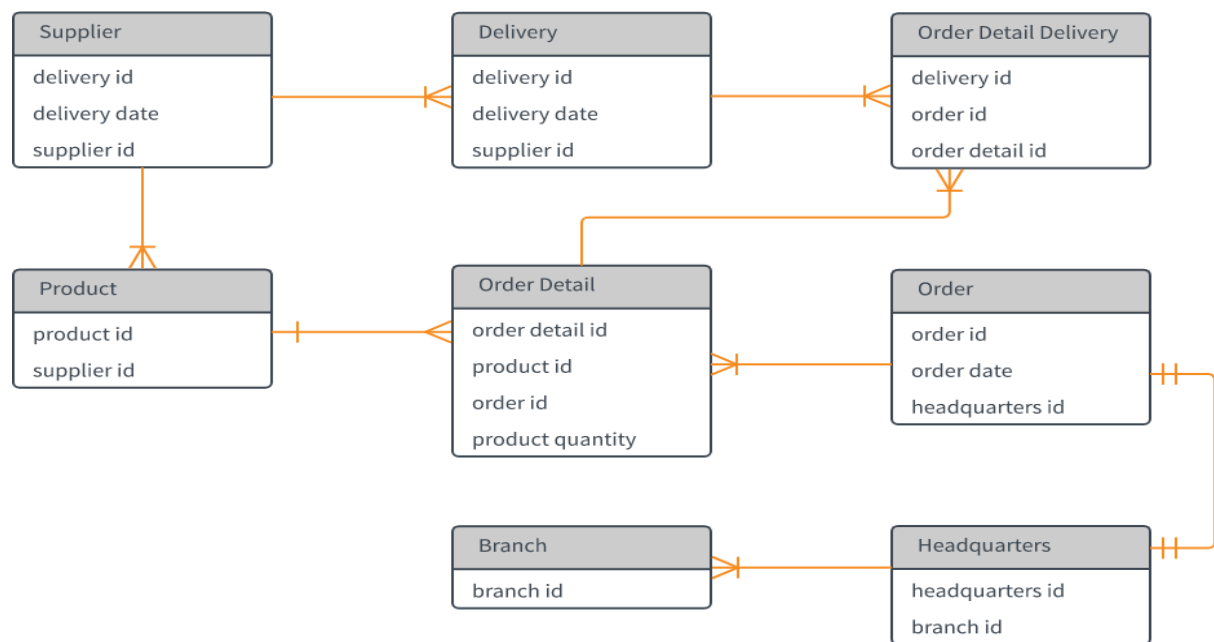 Supplier
delivery id
delivery date
supplier id
Delivery
delivery id
delivery date
supplier id
Order Detail Delivery
delivery id
order id
order detail id
Product
product id
supplier id
Order Detail
order detail id
product id
order id
product quantity
Order
order id
order date
headquarters id
Branch
branch id
Headquarters
headquarters id
branch id